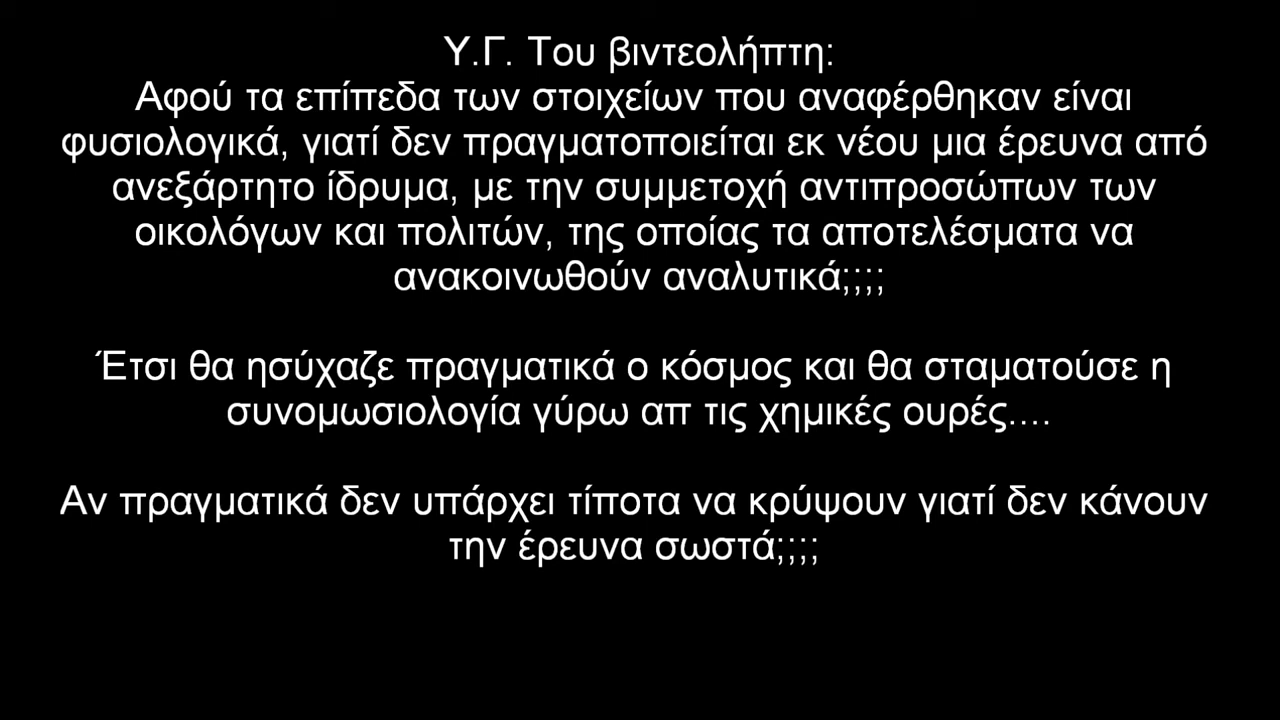 Υ.Γ. Του βιντεολήπτη:
Αφού τα επίπεδα των στοιχείων που αναφέρθηκαν είναι
φυσιολογικά, γιατί δεν πραγματοποιείται εκ νέου μια έρευνα από
ανεξάρτητο ίδρυμα, με την συμμετοχή αντιπροσώπων των
οικολόγων και πολιτών, της οποίας τα αποτελέσματα να
ανακοινωθούν αναλυτικά;;;;
Έτσι θα ησύχαζε πραγματικά ο κόσμος και θα σταματούσε η
συνομωσιολογία γύρω απ τις χημικές ουρές....
Αν πραγματικά δεν υπάρχει τίποτα να κρύψουν γιατί δεν κάνουν
την έρευνα σωστά;;;;